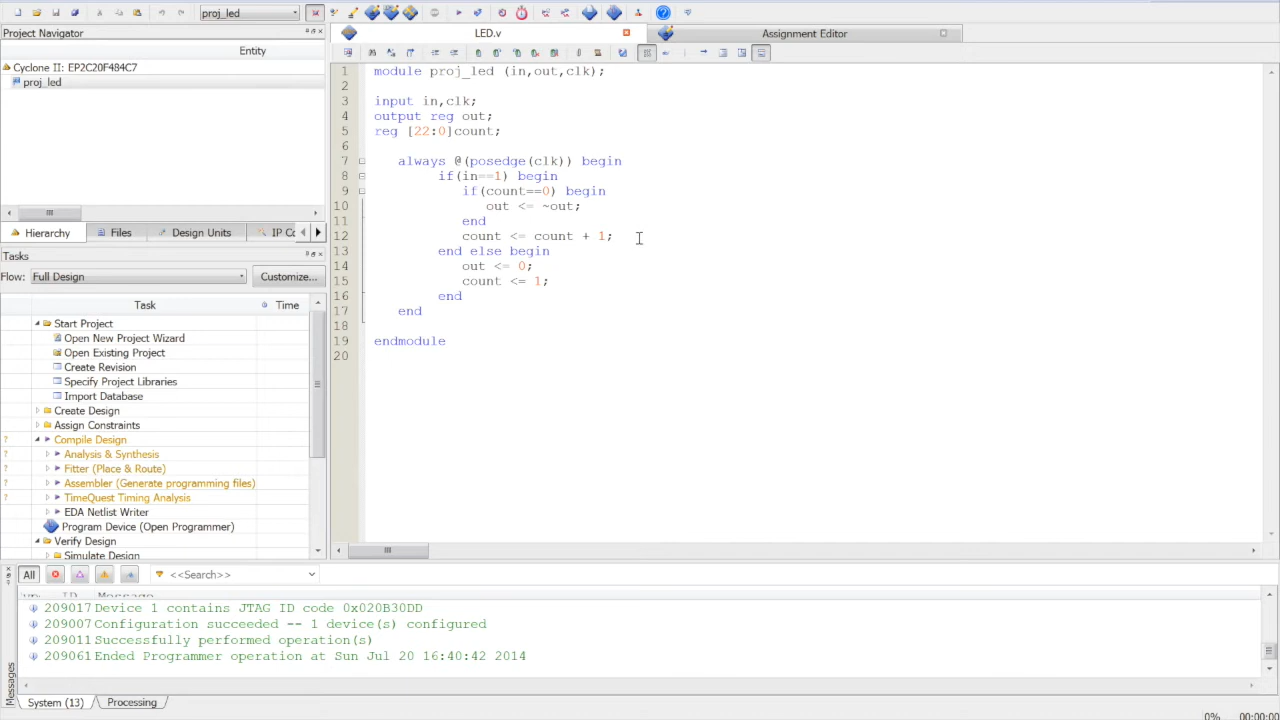 proj_led
Project Navigator
LED.v
Assignment Editor
Entity
Cyclone II: EP2C20F484C7
proj_led
Hierarchy
Files
Design Units
IP Co
Tasks
Flow:
Full Design
Customize...
Task
Time
Start Project
Open New Project Wizard
Open Existing Project
Create Revision
Specify Project Libraries
Import Database
Create Design
Assign Constraints
? Compile Design
? Analysis & Synthesis
? Fitter (Place & Route)
? Assembler (Generate programming files)
? TimeQuest Timing Analysis
EDA Netlist Writer
Program Device (Open Programmer)
Verify Design
Simulate Design
1 module proj_led (in,out,clk);
2
3 input in,clk;
4 output reg out;
5 reg [22:0]count;
6
7 always @(posedge(clk)) begin
8 if(in==1) begin
9 if(count==0) begin
10 out <= ~out;
11 end
12 count <= count + 1;
13 end else begin
14 out <= 0;
15 count <= 1;
16 end
17 end
18
19 endmodule
20
All
<<Search>>
ID Message
209017 Device 1 contains JTAG ID code 0x020B30DD
209007 Configuration succeeded -- 1 device(s) configured
209011 Successfully performed operation(s)
209061 Ended Programmer operation at Sun Jul 20 16:40:42 2014
Messages
System (13)
Processing
0% 00:00:00